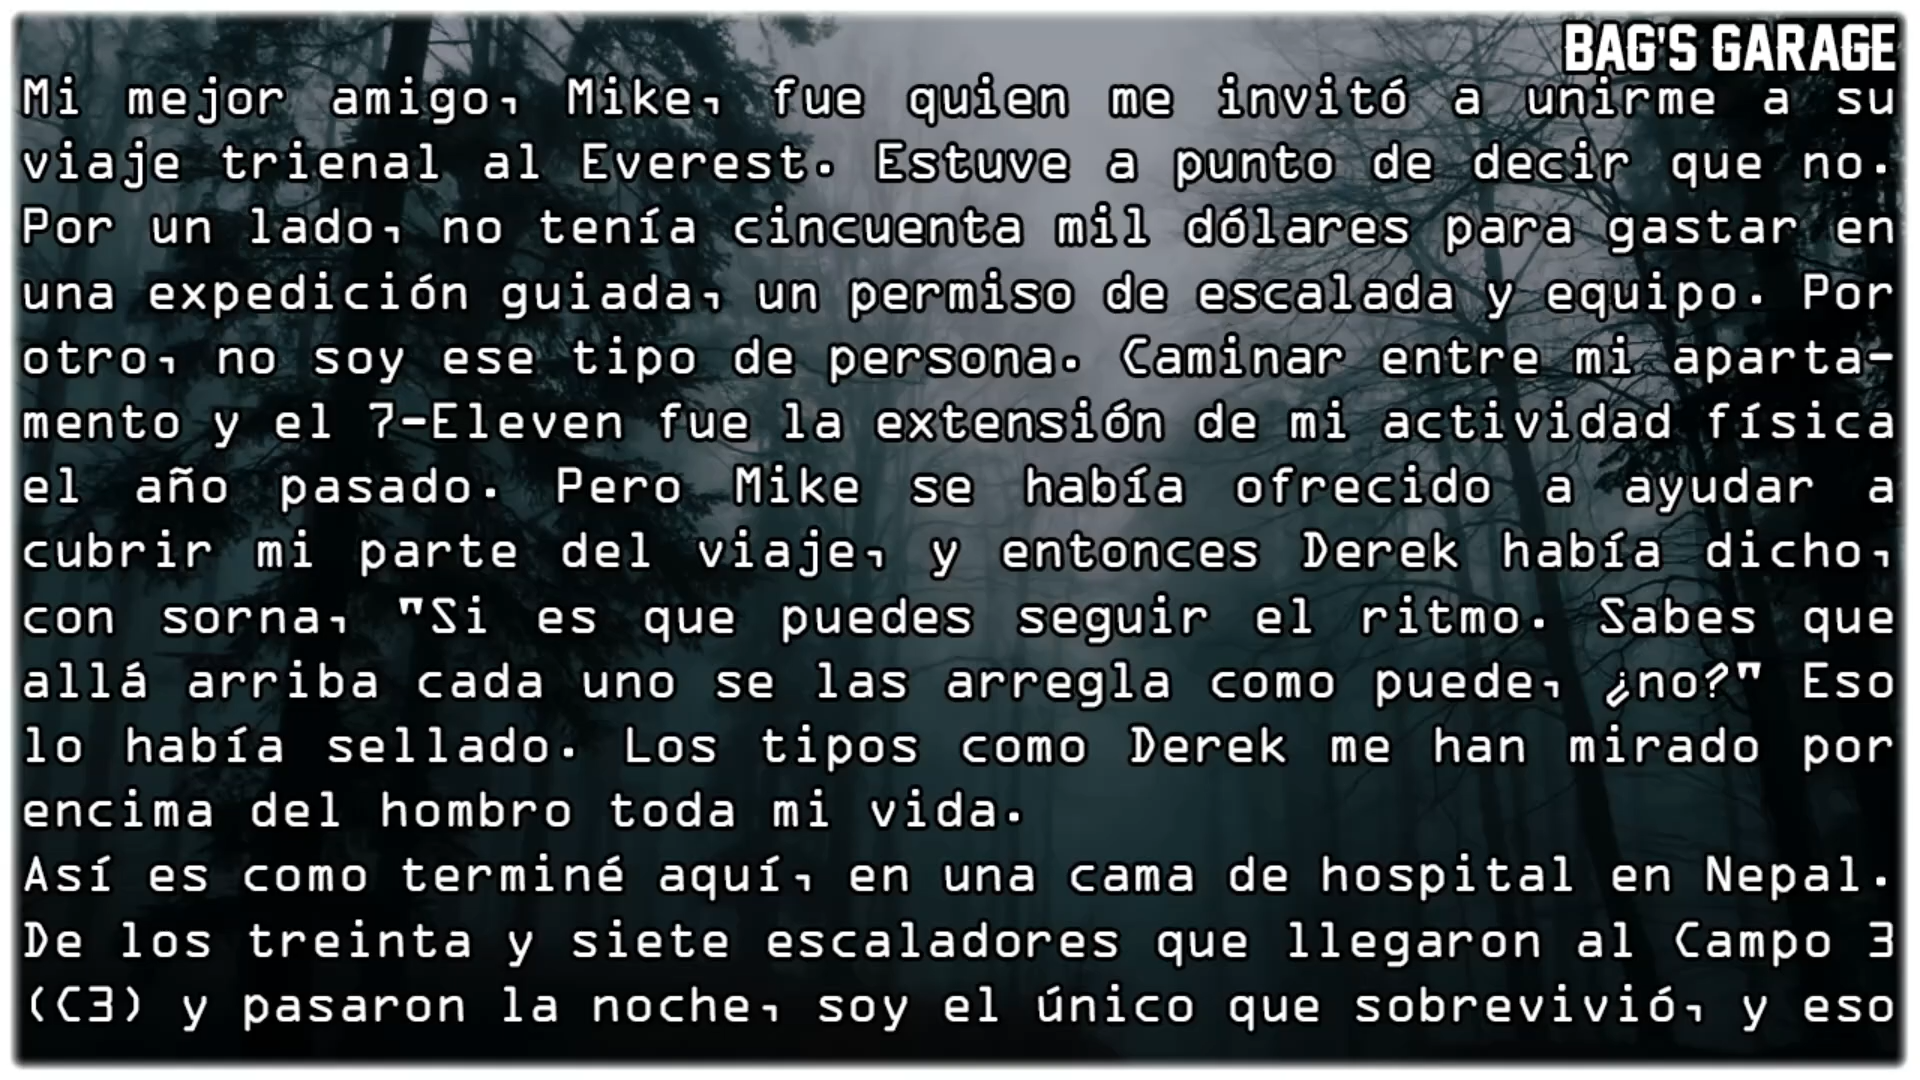 BAG'S GARAGE
Mi mejor amigo, Mike, fue quien me invitó a unirme a su
viaje trienal al Everest. Estuve a punto de decir que no.
Por un lado, no tenía cincuenta mil dólares para gastar en
una expedición guiada, un permiso de escalada y equipo. Por
otro, no soy ese tipo de persona. Caminar entre mi aparta-
mento y el 7-Eleven fue la extensión de mi actividad física
el año pasado. Pero Mike se había ofrecido a ayudar a
cubrir mi parte del viaje, y entonces Derek había dicho,
con sorna, "Si es que puedes seguir el ritmo. Sabes que
allá arriba cada uno se las arregla como puede, ¿no?" Eso
lo había sellado. Los tipos como Derek me han mirado por
encima del hombro toda mi vida.
Así es como terminé aquí, en una cama de hospital en Nepal.
De los treinta y siete escaladores que llegaron al Campo 3
(C3) y pasaron la noche, soy el único que sobrevivió, y eso